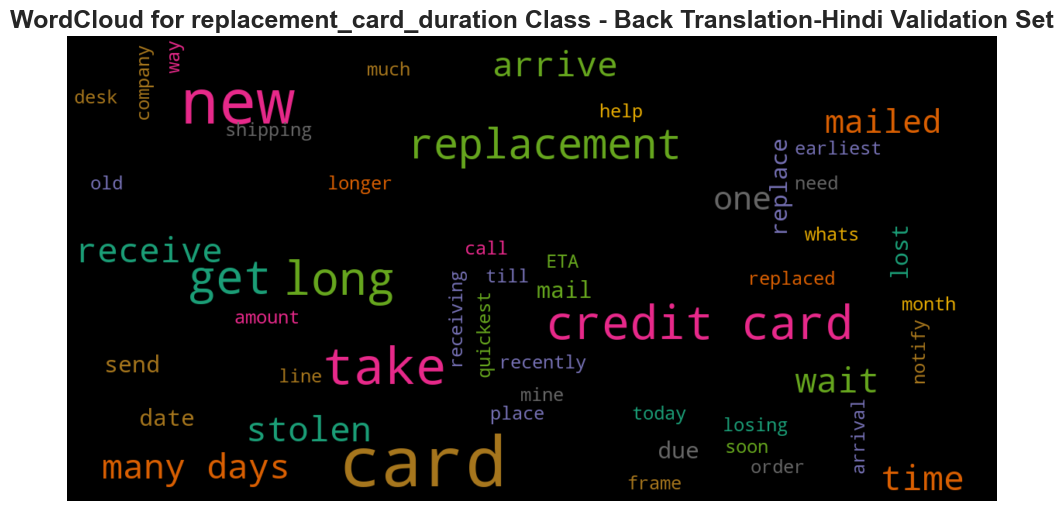 WordCloud for replacement_card_duration Class - Back Translation-Hindi Validation Set
way
company
desk
much
arrive
new
shipping
help
mailed
replacement
replace
earliest
old
longer
one
need
receive
get
long
call
ETA
till
mail
whats
lost
replaced
month
amount
receiving
quickest
credit card
notify
send
line
take
recently
wait
mine
date
stolen
place
today
losing
arrival
many days
card
due
soon
order
frame
time